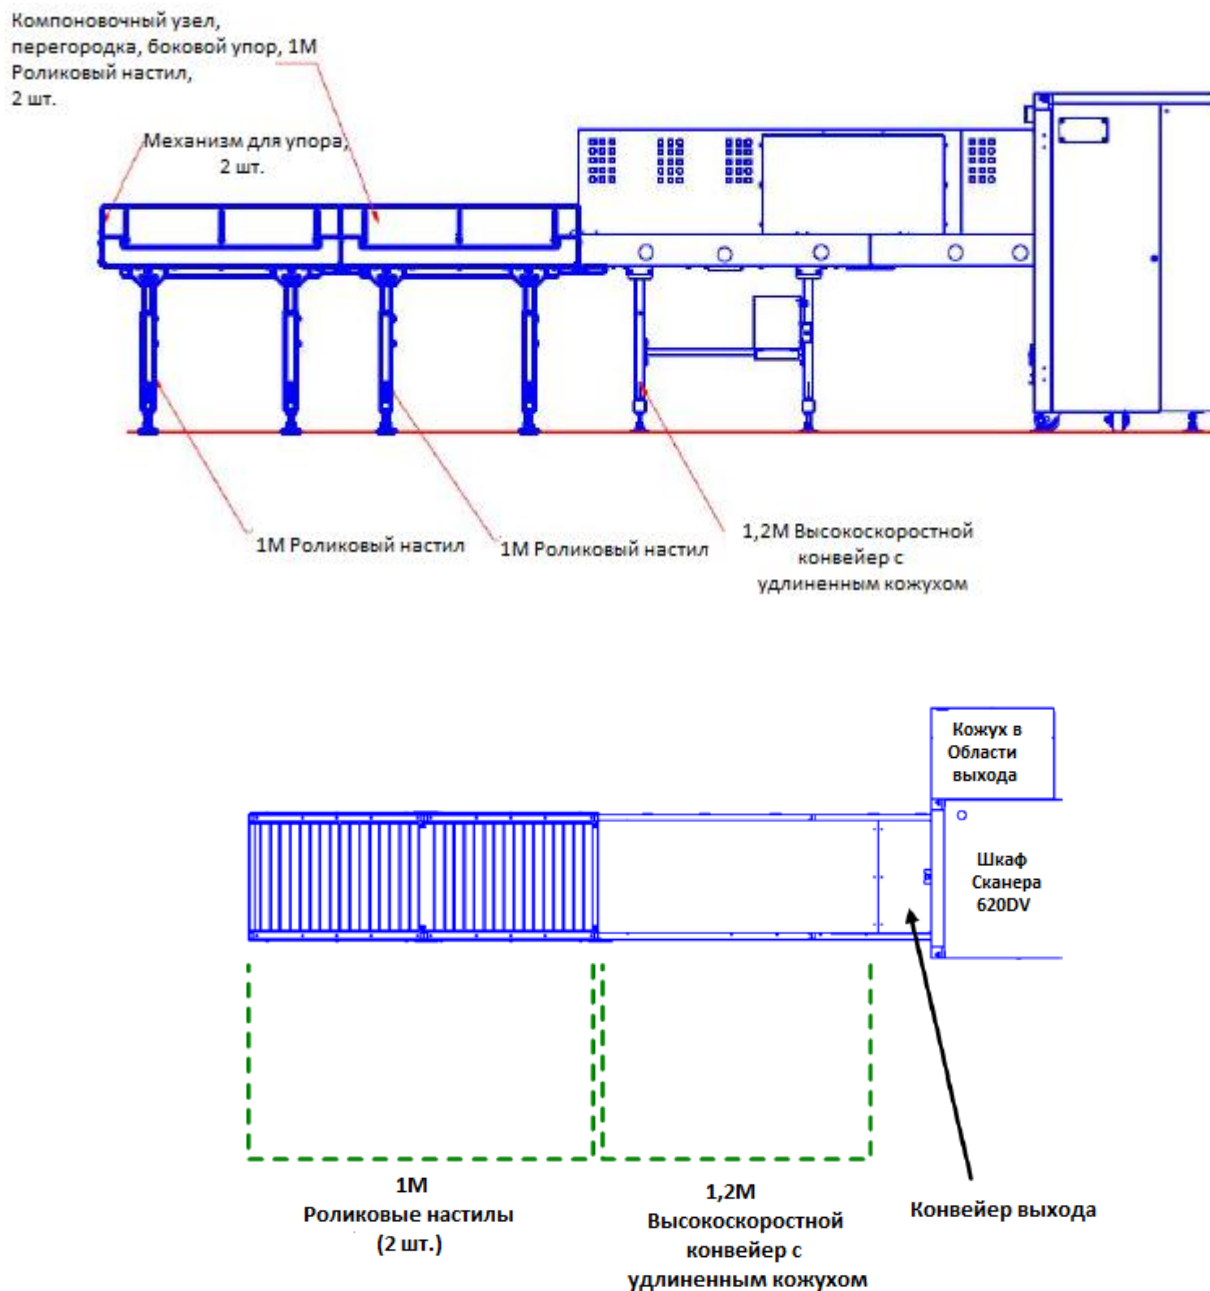 Компоновочный узел,
перегородка, боковой упор, 1М
Роликовый настил,
2 шт.
Механизм для упора,
2 шт.
1М Роликовый настил
1М Роликовый настил
1,2М Высокоскоростной
конвейер с
удлиненным кожухом
Кожух в
Области
выхода
Шкаф
Сканера
620DV
1М
Роликовые настилы
(2 шт.)
1,2М
Высокоскоростной
конвейер с
удлиненным кожухом
Конвейер выхода